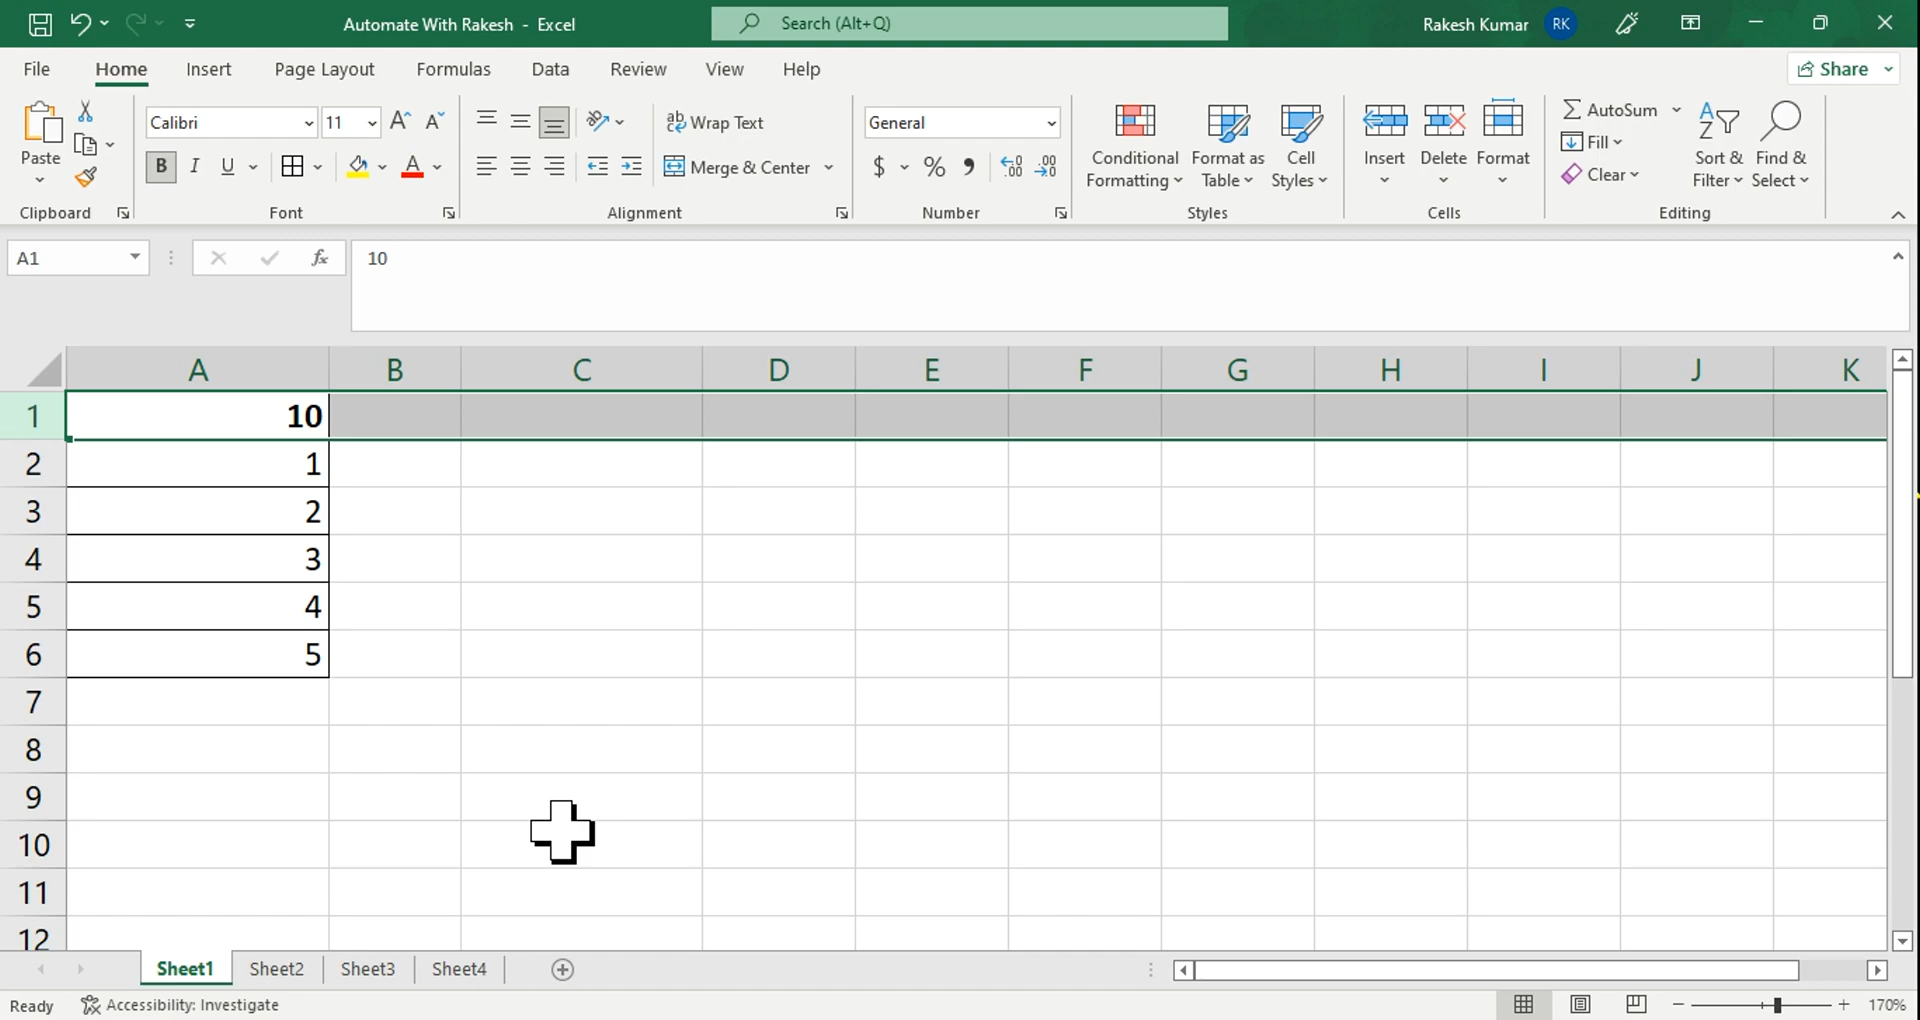 Automate With Rakesh - Excel
Search (Alt+Q)
Rakesh Kumar RK
File Home Insert Page Layout Formulas Data Review View Help
Share
Paste
Calibri 11
B I U A
ab Wrap Text
Merge & Center
General
$ %
Conditional Formatting
Format as Table
Cell Styles
Insert Delete Format
AutoSum
Fill
Clear
Sort & Filter
Find & Select
Clipboard Font Alignment Number Styles Cells Editing
A1 fx 10
A B C D E F G H I J K
1 10
2 1
3 2
4 3
5 4
6 5
7
8
9
10
11
12
Sheet1 Sheet2 Sheet3 Sheet4
Ready Accessibility: Investigate 170%